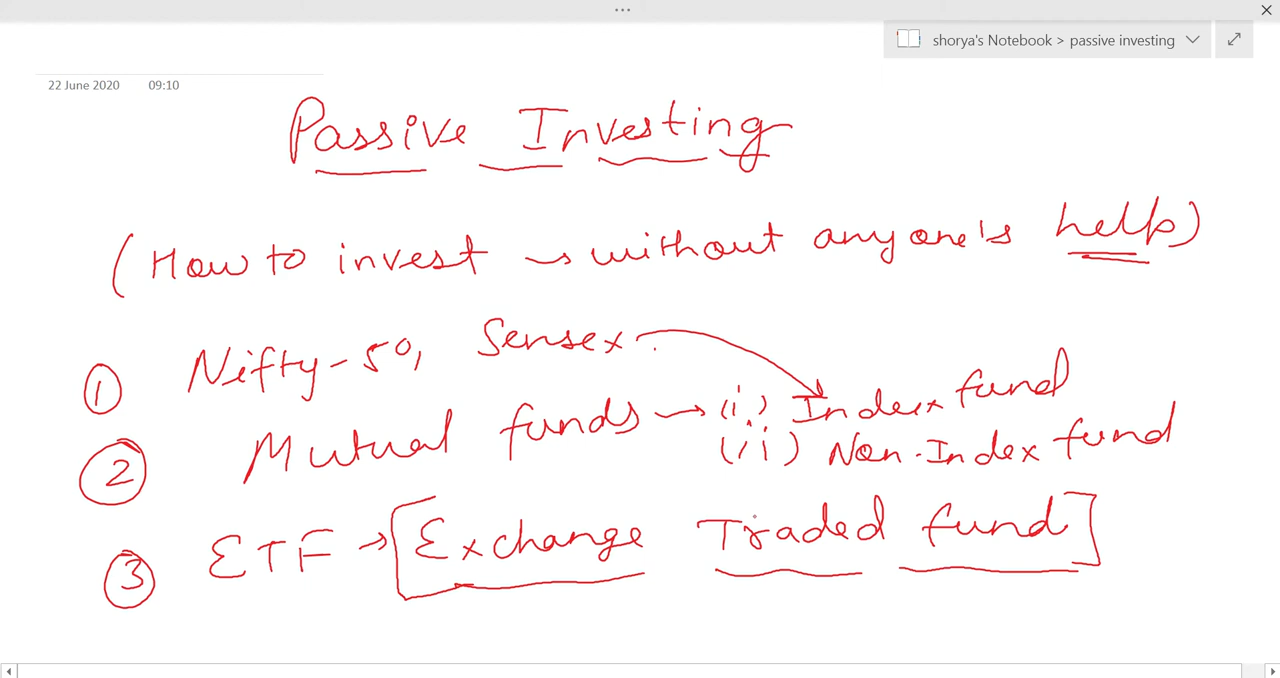 shorya's Notebook > passive investing
22 June 2020 09:10
Passive Investing
(How to invest → without anyone's help)
① Nifty-50, Sensex
② Mutual funds → (i) Index fund
(ii) Non-Index fund
③ ETF → [Exchange Traded fund]